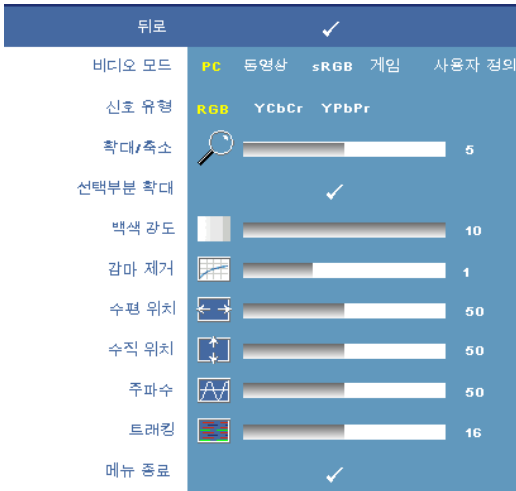 뒤로
비디오 모드 PC 동영상 sRGB 게임 사용자 정의
신호 유형 RGB YCbCr YPbPr
확대/축소 5
선택부분 확대
백색 강도 10
감마 제거 1
수평 위치 50
수직 위치 50
주파수 50
트래킹 16
메뉴 종료